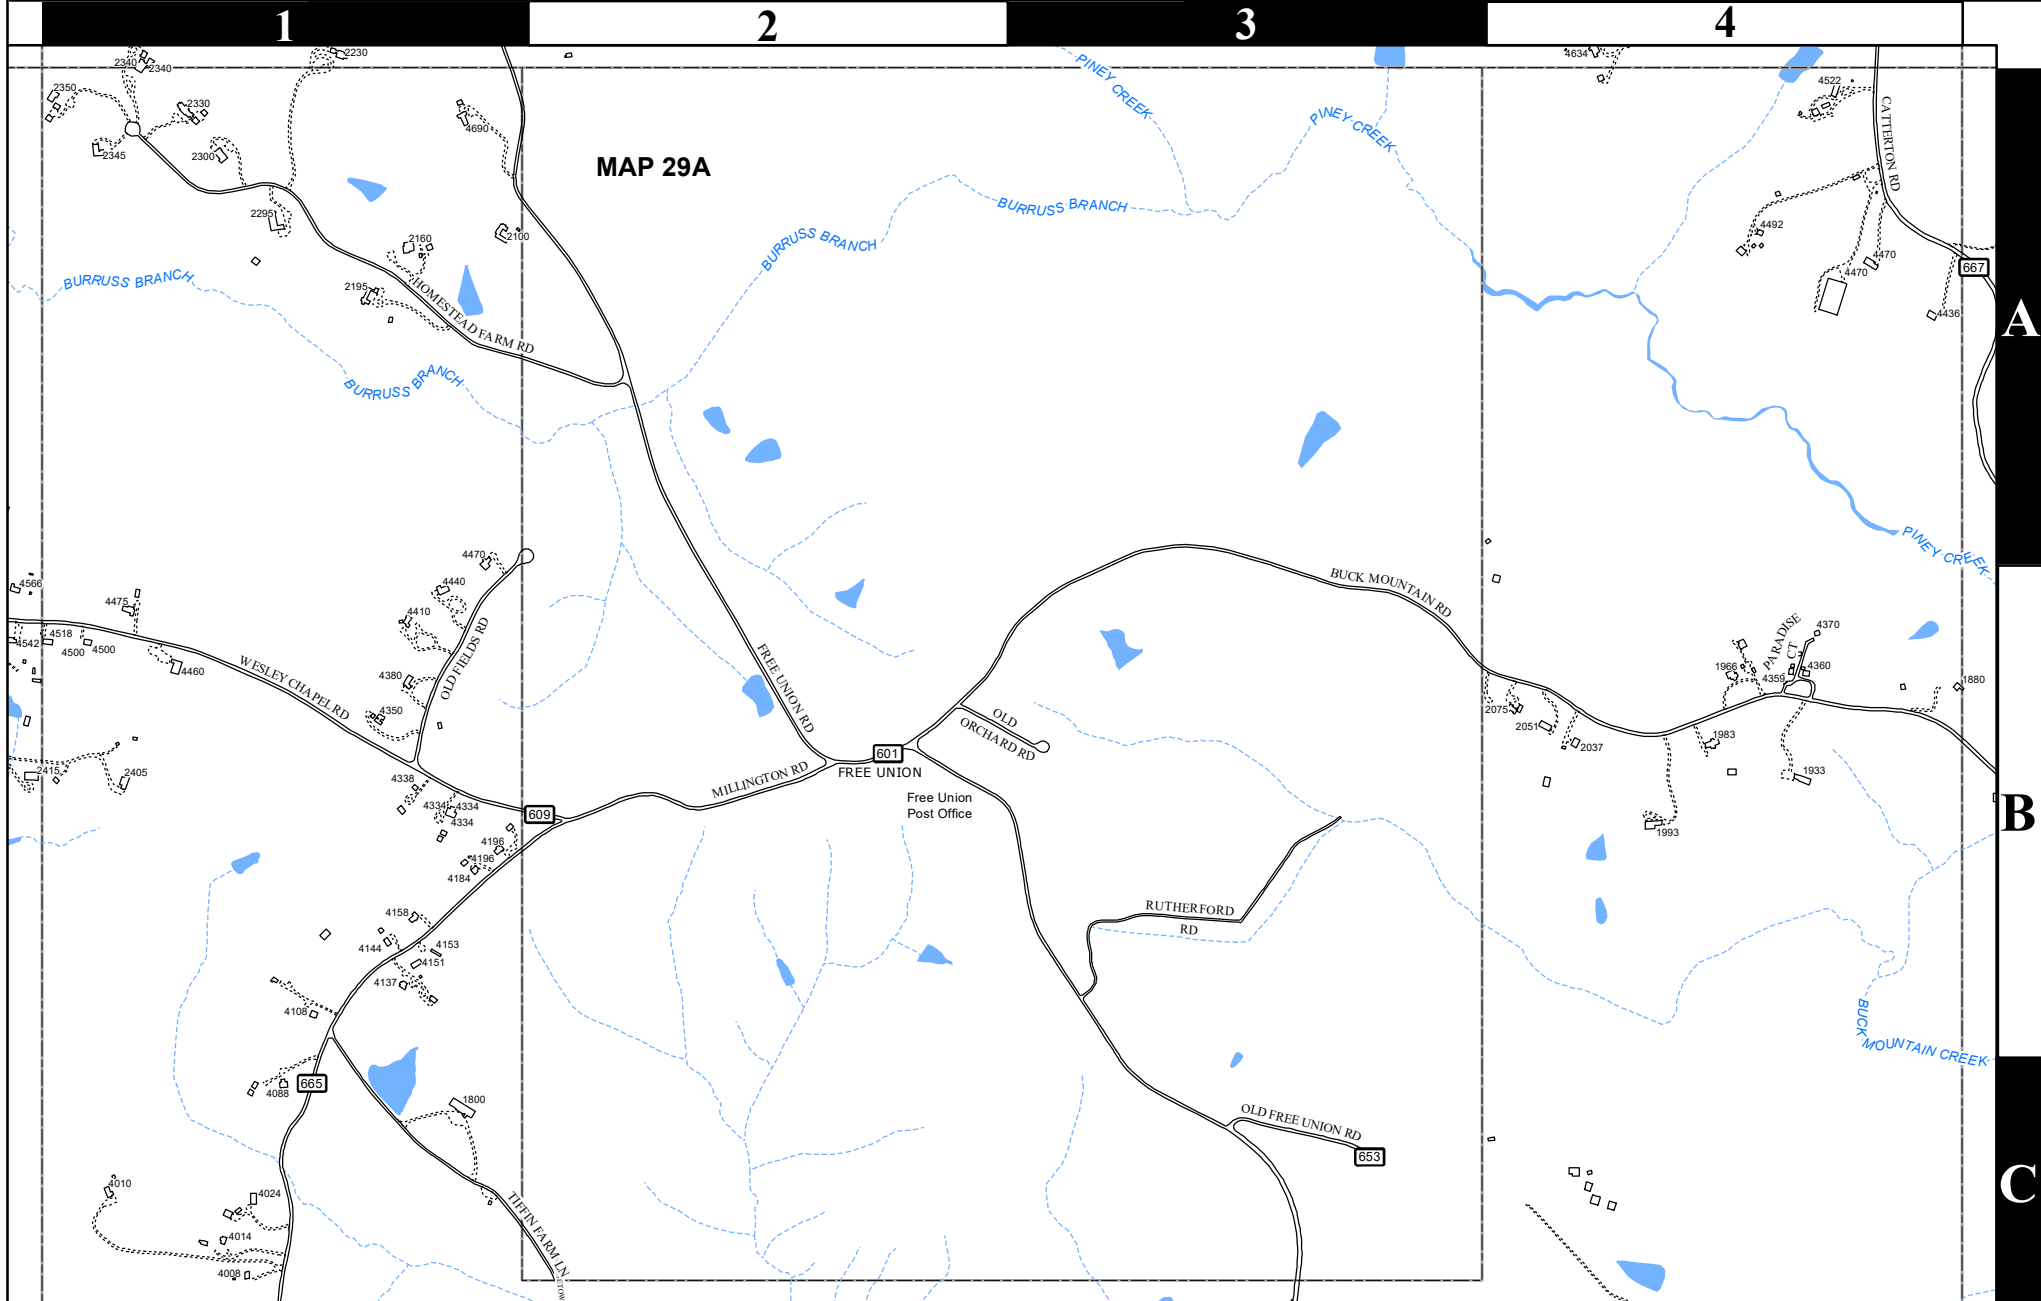 1
2
3
4
2340
2340
2230
4634
2350
2330
4690
PINEY CREEK
PINEY CREEK
4522
CATTERTON RD
2345
2300
MAP 29A
2295
2160
2100
BURRUSS BRANCH
BURRUSS BRANCH
4492
4470
4470
667
BURRUSS BRANCH
2195
HOMESTEAD FARM RD
4436
A
BURRUSS BRANCH
PINEY CREEK
4470
4566
4440
4475
4410
BUCK MOUNTAIN RD
4542
4518
4500
4500
4460
WESLEY CHAPEL RD
OLD FIELDS RD
FREE UNION RD
PARADISE
CT
4370
4380
1966
4359
4360
1880
4350
2075
OLD
ORCHARD RD
2051
2037
1983
601
FREE UNION
2415
2405
4338
MILLINGTON RD
1933
Free Union
Post Office
4334
4334
4334
609
B
1993
4196
4196
4184
4158
RUTHERFORD
RD
4144
4153
4151
4137
4108
BUCK
MOUNTAIN CREEK
665
4088
1800
OLD FREE UNION RD
653
4010
4024
TIFFIN FARM LN
C
4014
4008